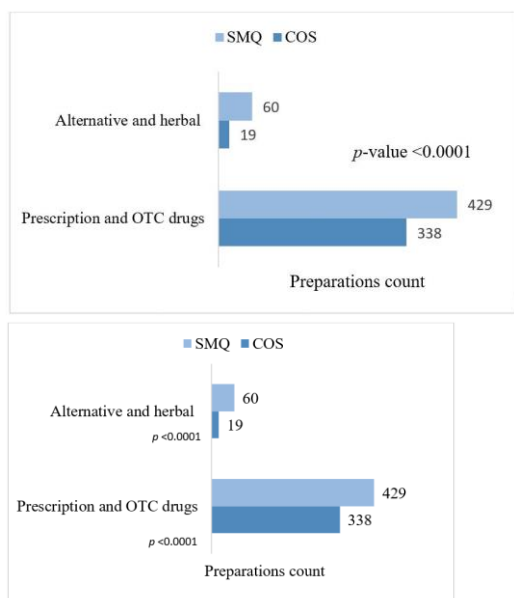 SMQ COS
Alternative and herbal
60
19
p-value <0.0001
Prescription and OTC drugs
429
338
Preparations count
SMQ COS
Alternative and herbal
p <0.0001
60
19
Prescription and OTC drugs
p <0.0001
429
338
Preparations count